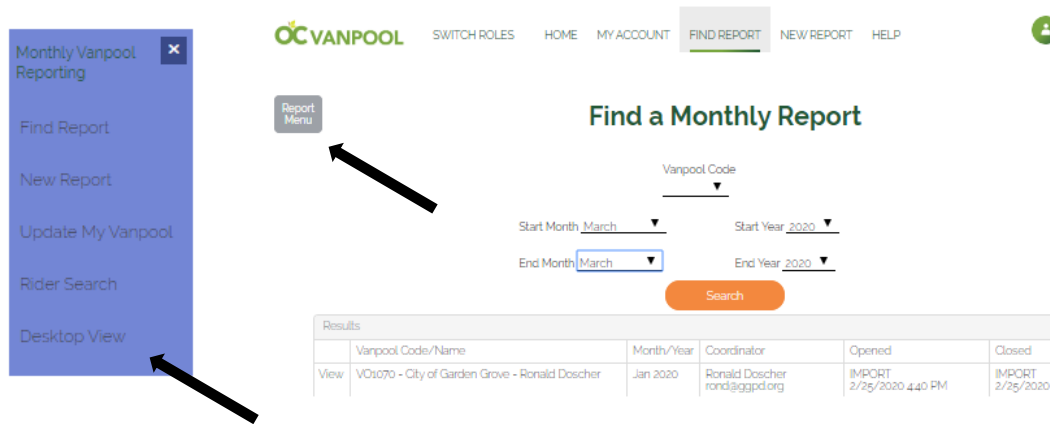 Monthly Vanpool
Reporting
×
Find Report
New Report
Update My Vanpool
Rider Search
Desktop View
OC VANPOOL SWITCH ROLES HOME MY ACCOUNT FIND REPORT NEW REPORT HELP
Report
Menu
Find a Monthly Report
Vanpool Code
Start Month March Start Year 2020
End Month March End Year 2020
Search
Results
Vanpool Code/Name Month/Year Coordinator Opened Closed
View VO1070 - City of Garden Grove - Ronald Doscher Jan 2020 Ronald Doscher IMPORT IMPORT
rond@ggpd.org 2/25/2020 4:40 PM 2/25/2020